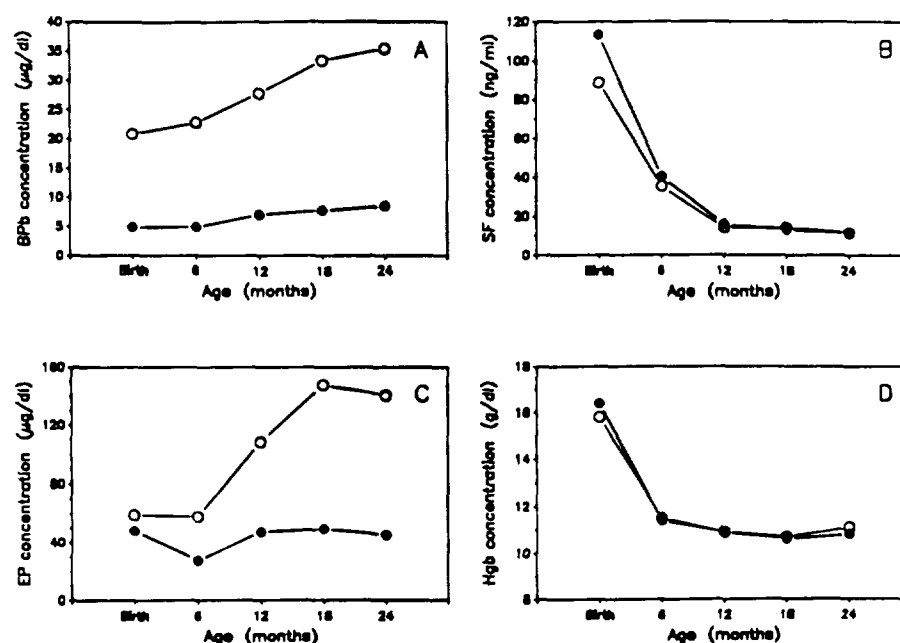 A
BPb concentration (µg/dl)
40
35
30
25
20
15
10
5
0
Birth 6 12 18 24
Age (months)
B
SF concentration (ng/ml)
120
100
80
60
40
20
0
Birth 6 12 18 24
Age (months)
C
EP concentration (µg/dl)
160
120
80
40
0
Birth 6 12 18 24
Age (months)
D
Hgb concentration (g/dl)
18
16
14
12
10
8
Birth 6 12 18 24
Age (months)